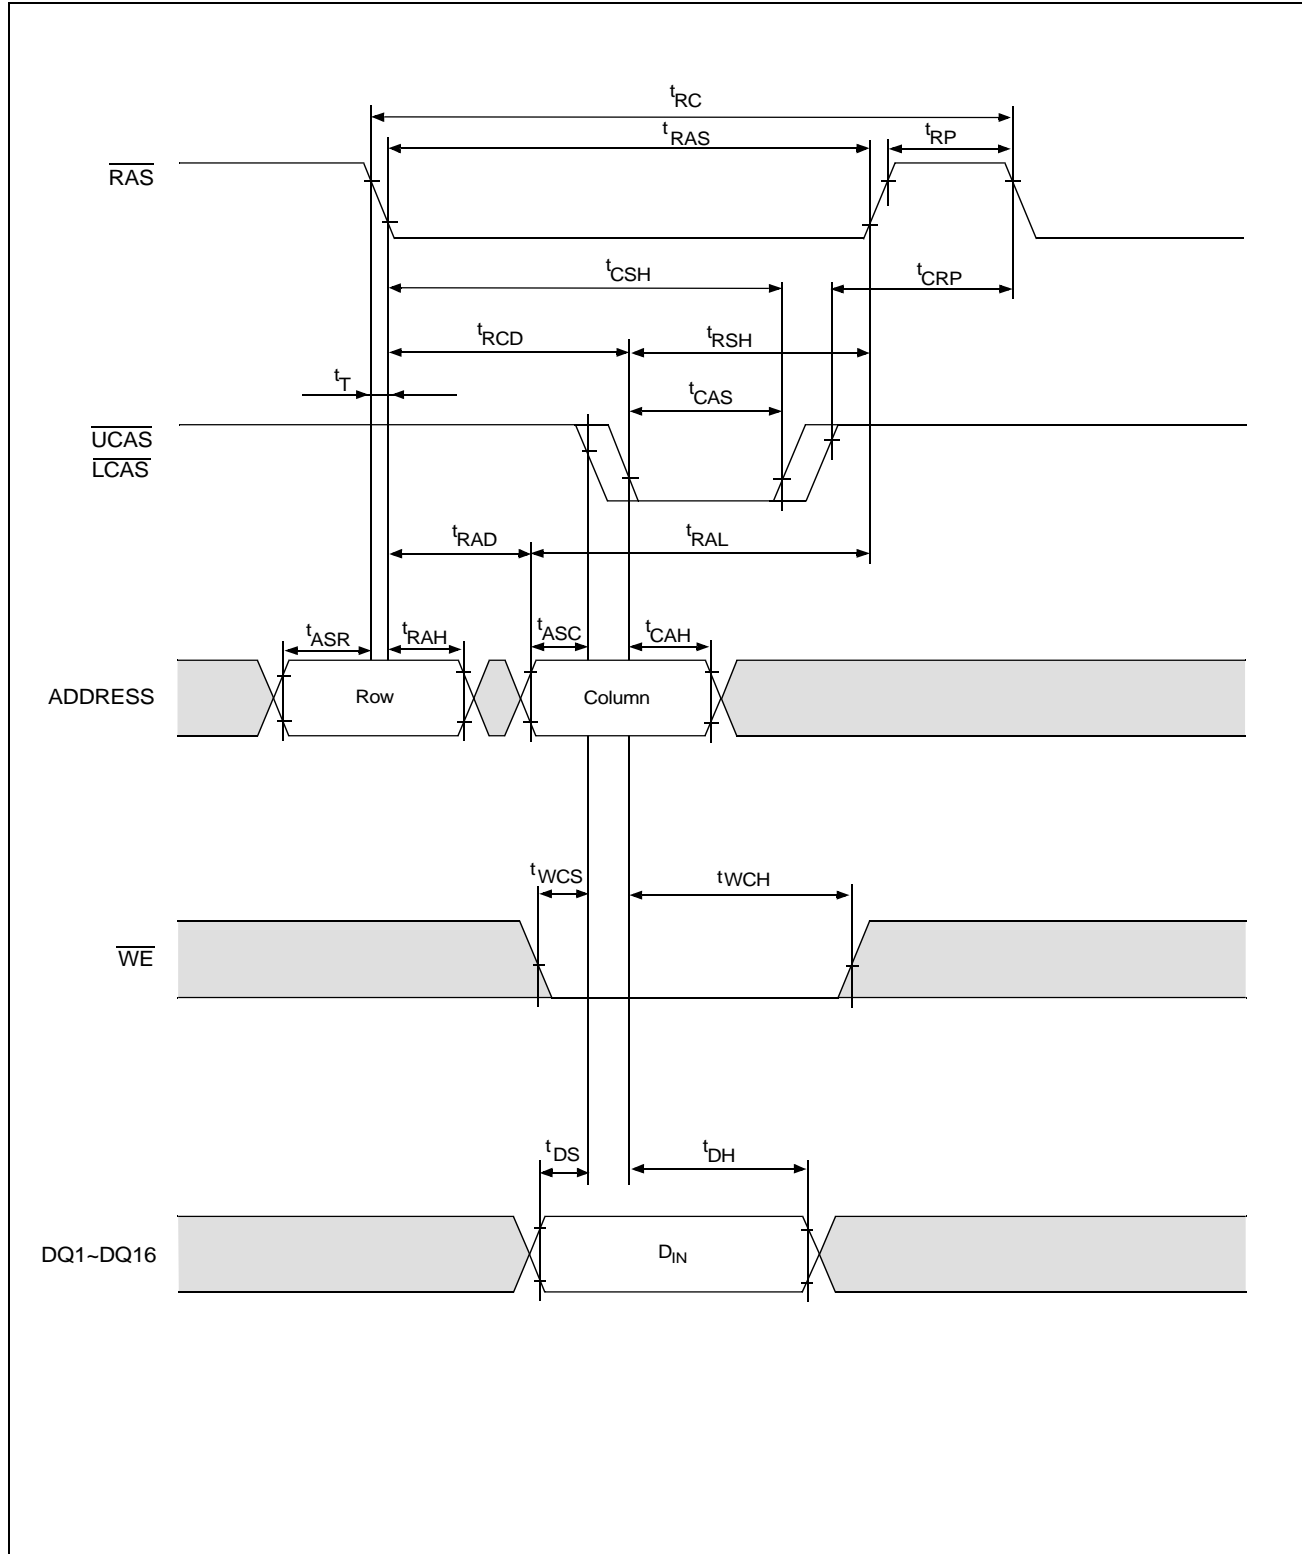 tRC
tRAS
tRP
RAS
tCSH
tCRP
tRCD
tRSH
tT
tCAS
UCAS
LCAS
tRAD
tRAL
tASR
tRAH
tASC
tCAH
ADDRESS
Row
Column
tWCS
tWCH
WE
tDS
tDH
DQ1~DQ16
DIN